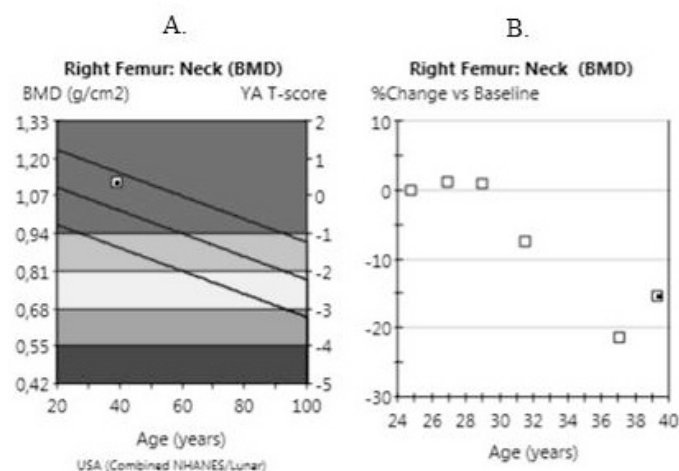 A.
Right Femur: Neck (BMD)
BMD (g/cm2) YA T-score
1,33 2
1,20 1
1,07 0
0,94 -1
0,81 -2
0,68 -3
0,55 -4
0,42 -5
20 40 60 80 100
Age (years)
USA (Combined NHANES/Lunar)
B.
Right Femur: Neck (BMD)
%Change vs Baseline
10
0
-10
-20
-30
24 26 28 30 32 34 36 38 40
Age (years)